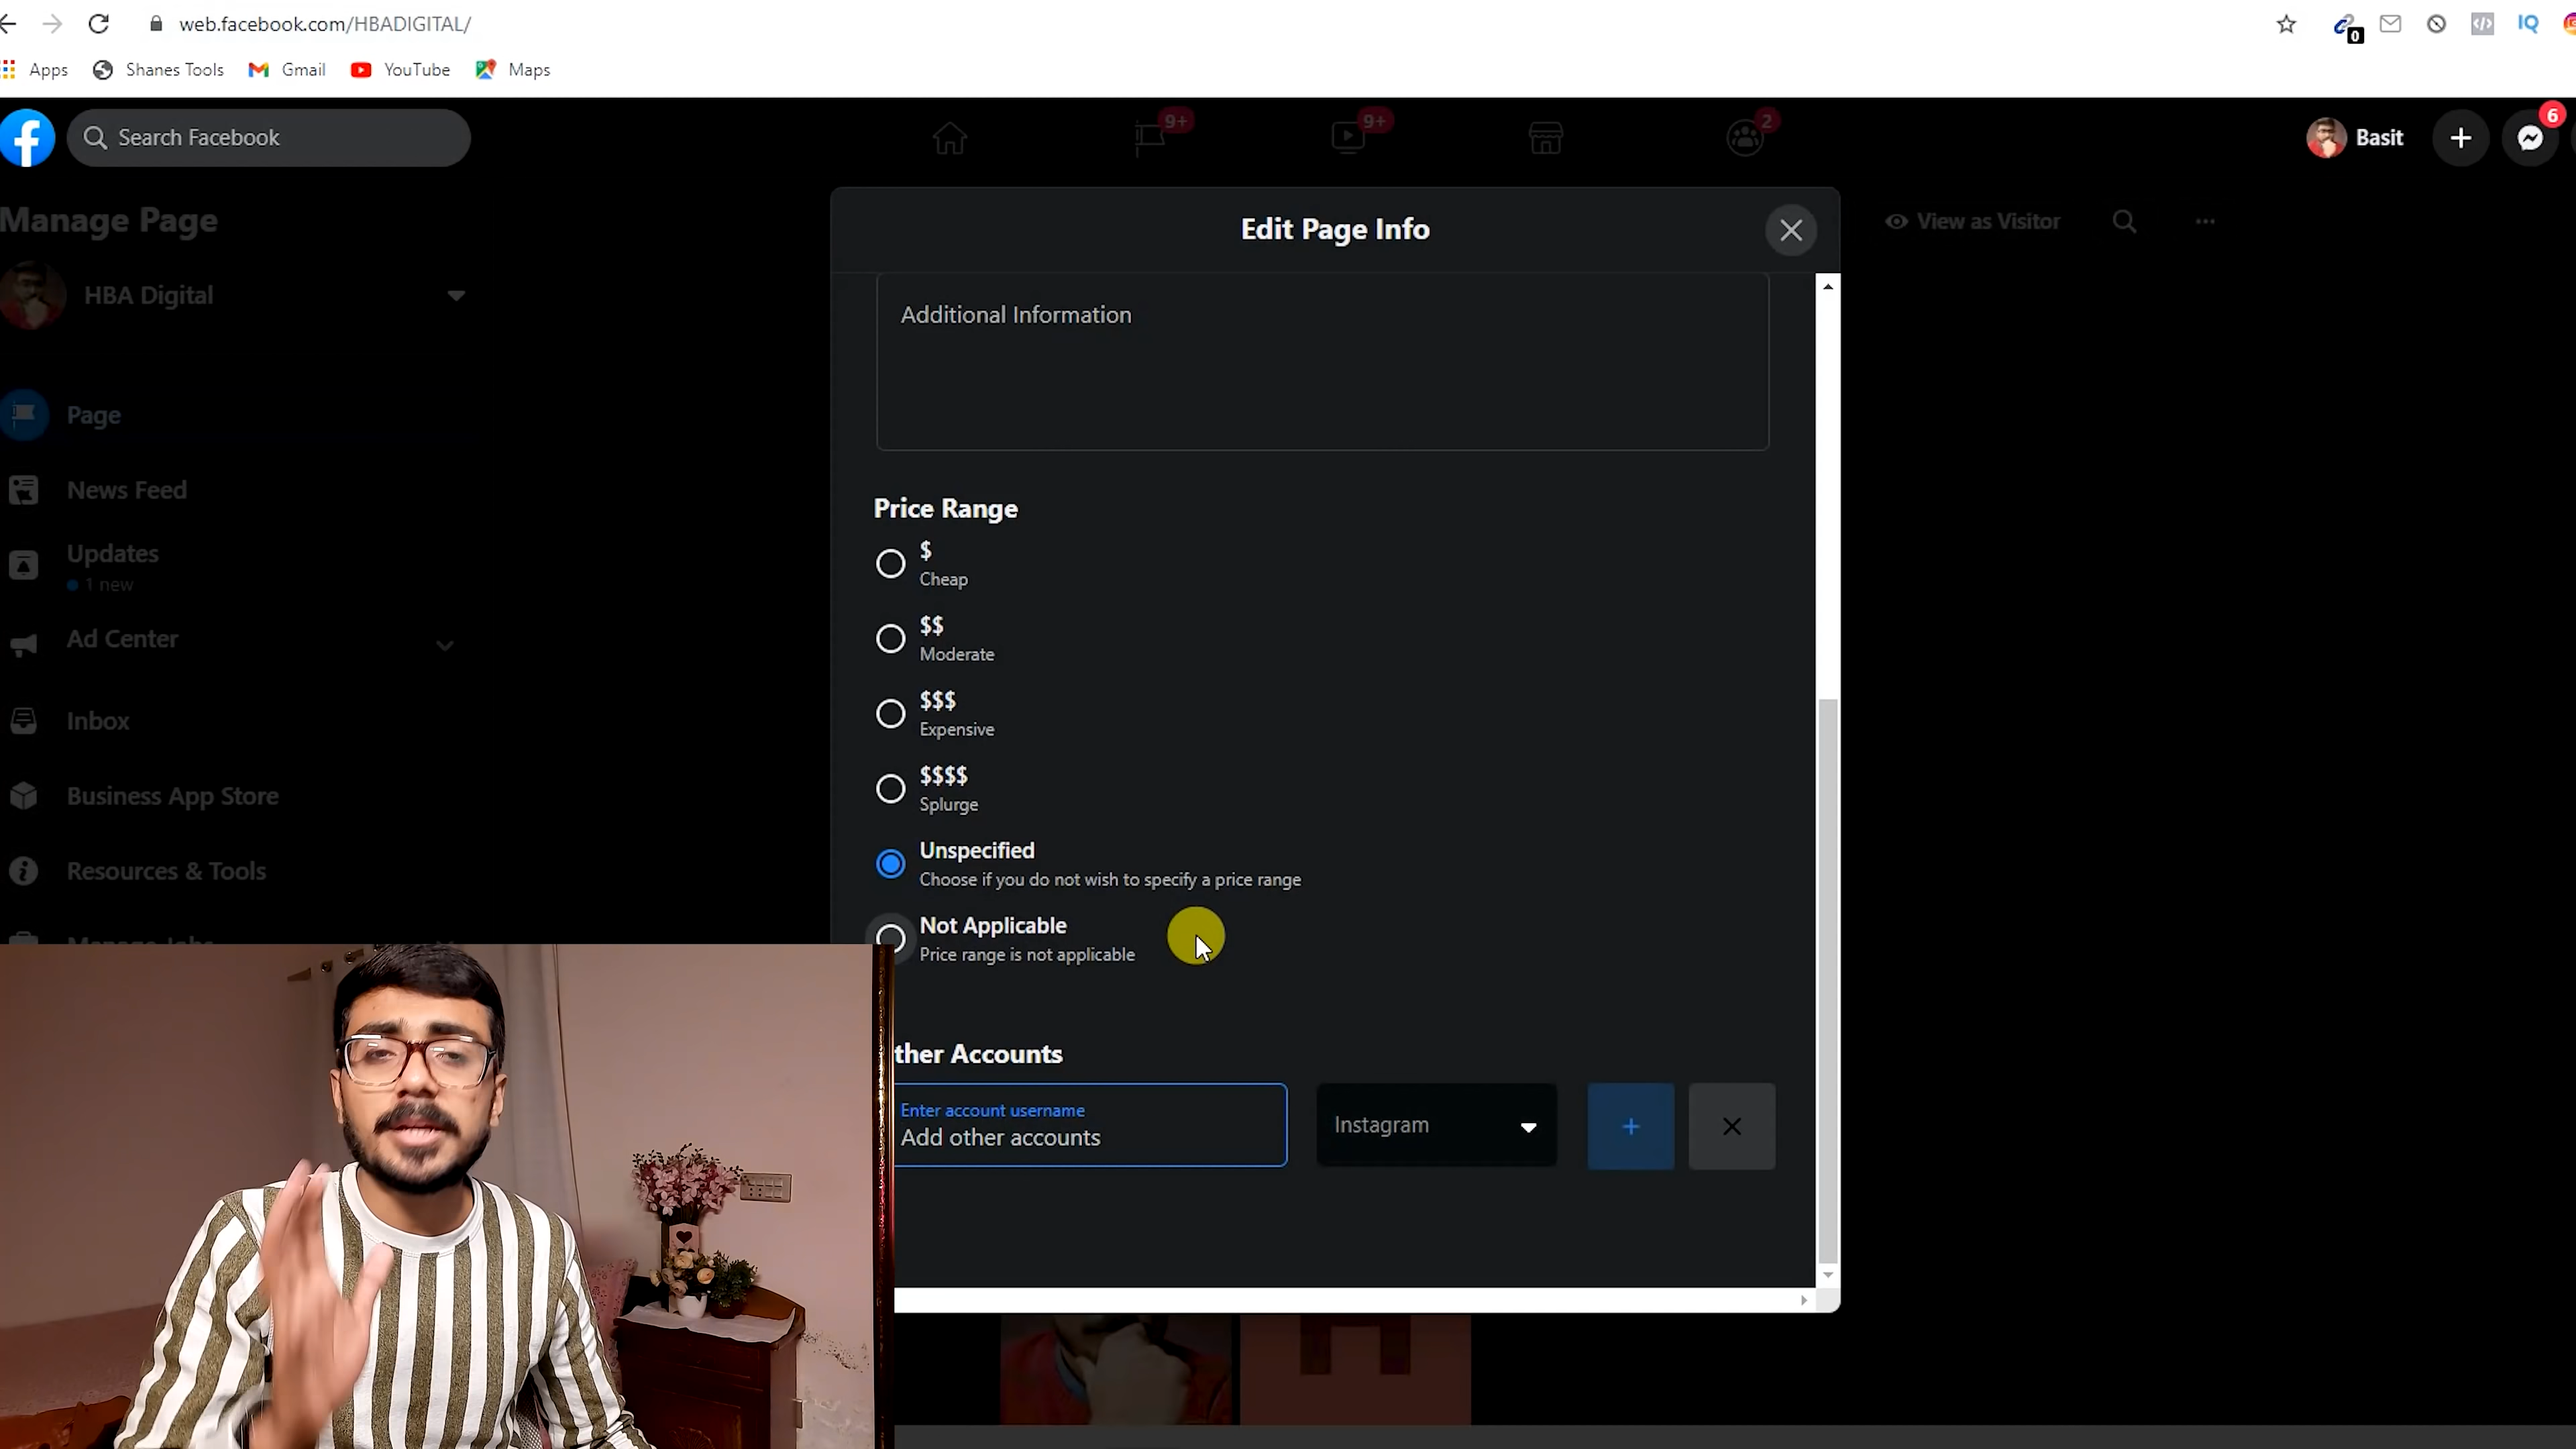 web.facebook.com/HBADIGITAL/
0
IQ
Apps
Shanes Tools
Gmail
YouTube
Maps
Search Facebook
9+
9+
2
Basit
6
Manage Page
Edit Page Info
View as Visitor
HBA Digital
Additional Information
Page
News Feed
Price Range
$
Cheap
Updates
1 new
$$
Moderate
Ad Center
$$$
Expensive
Inbox
$$$$
Splurge
Business App Store
Unspecified
Choose if you do not wish to specify a price range
Resources & Tools
Not Applicable
Price range is not applicable
ther Accounts
Enter account username
Add other accounts
Instagram